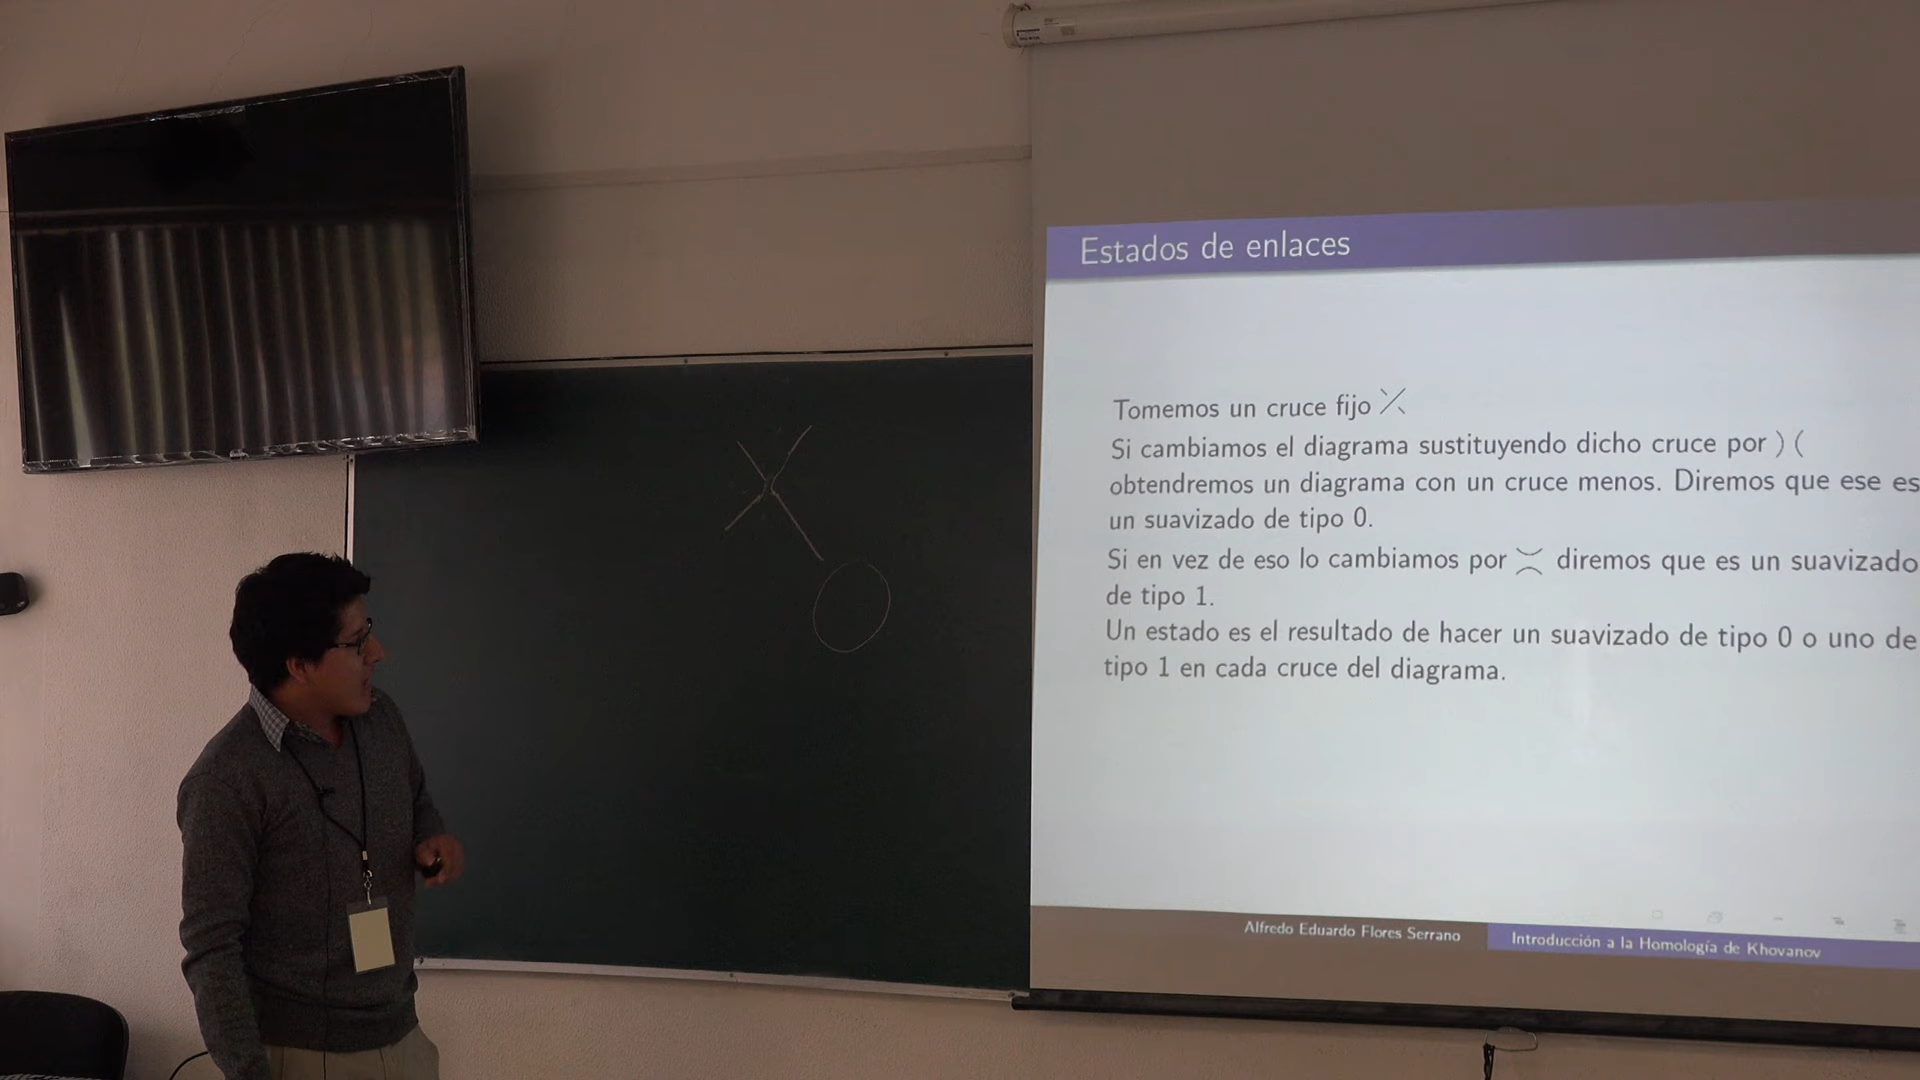 Estados de enlaces
Tomemos un cruce fijo
Si cambiamos el diagrama sustituyendo dicho cruce por ) (
obtendremos un diagrama con un cruce menos. Diremos que ese es
un suavizado de tipo 0.
Si en vez de eso lo cambiamos por diremos que es un suavizado
de tipo 1.
Un estado es el resultado de hacer un suavizado de tipo 0 o uno de
tipo 1 en cada cruce del diagrama.
Alfredo Eduardo Flores Serrano
Introducción a la Homología de Khovanov